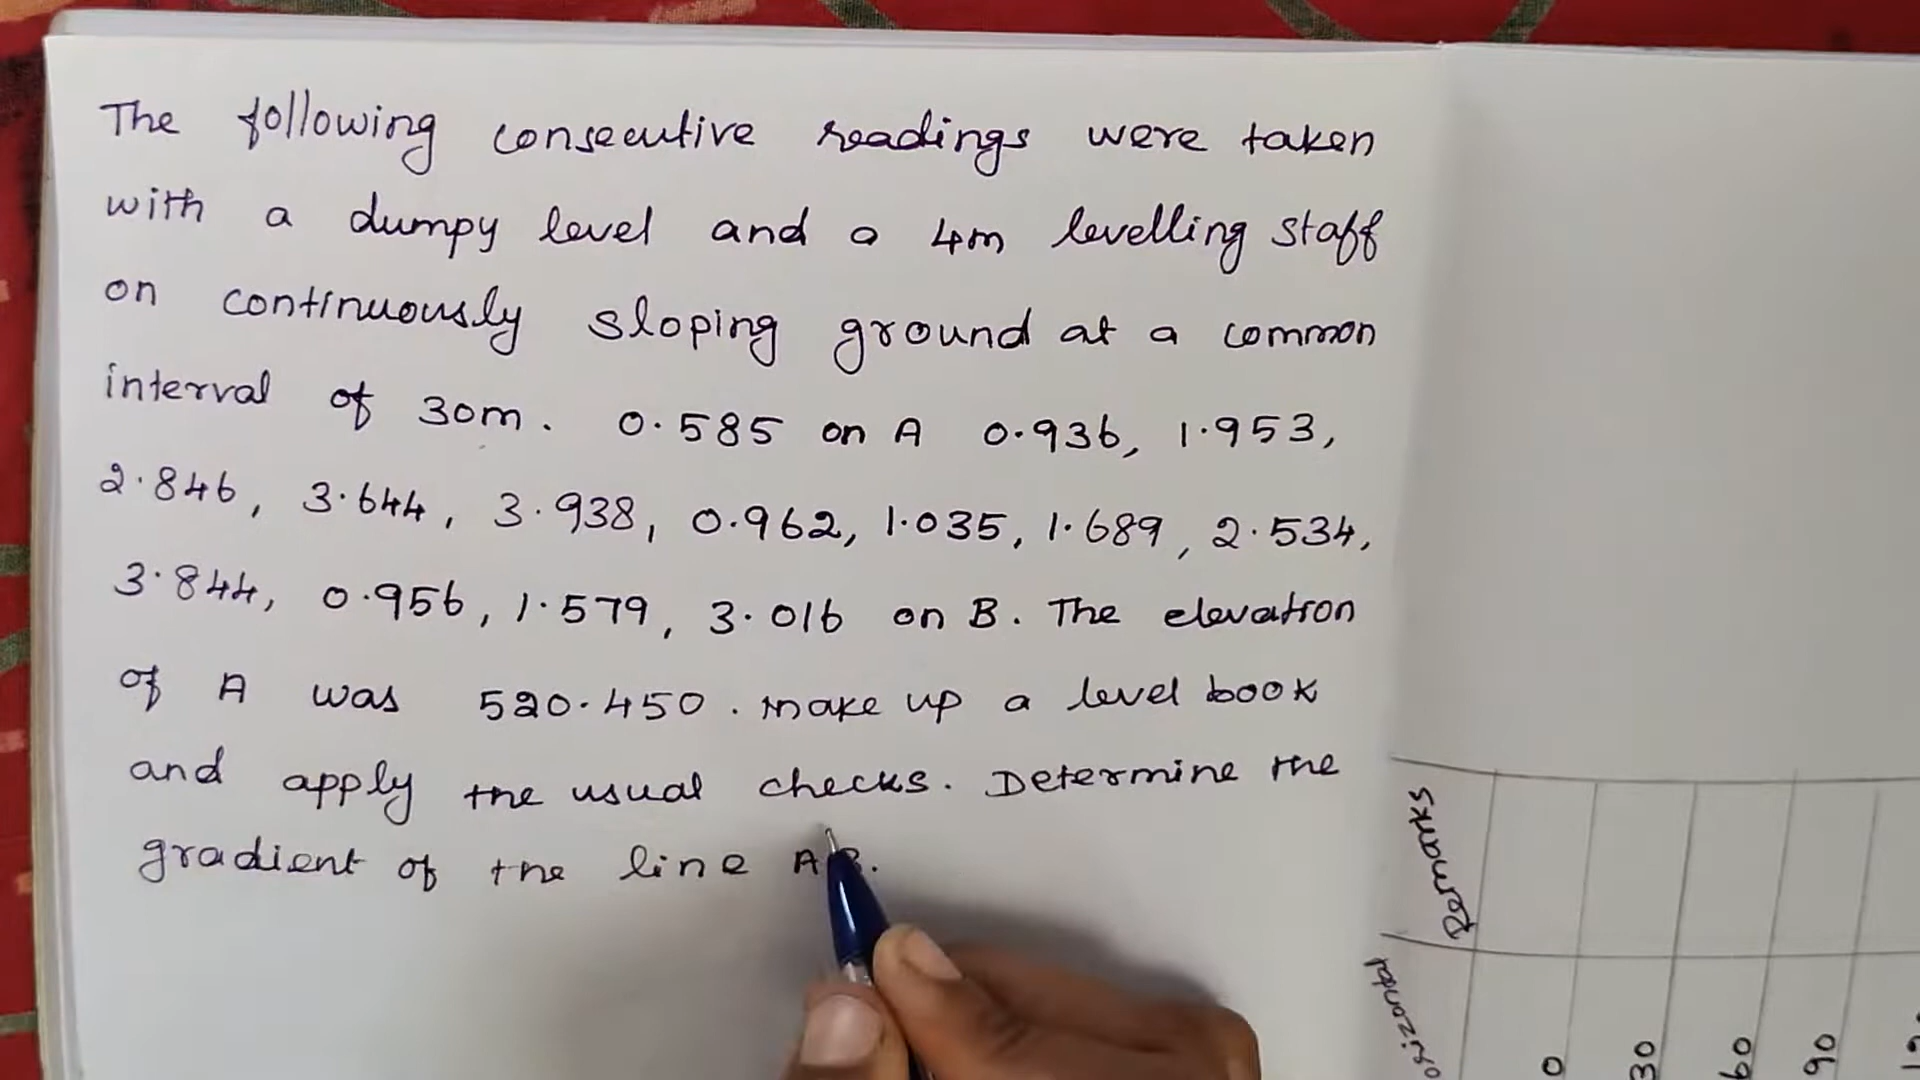 The following consecutive readings were taken
with a dumpy level and a 4m levelling staff
on continuously sloping ground at a common
interval of 30m. 0.585 on A 0.936, 1.953,
2.846, 3.644, 3.938, 0.962, 1.035, 1.689, 2.534,
3.844, 0.956, 1.579, 3.016 on B. The elevation
of A was 520.450. make up a level book
and apply the usual checks. Determine the
gradient of the line AB.
Remarks
0
30
60
90